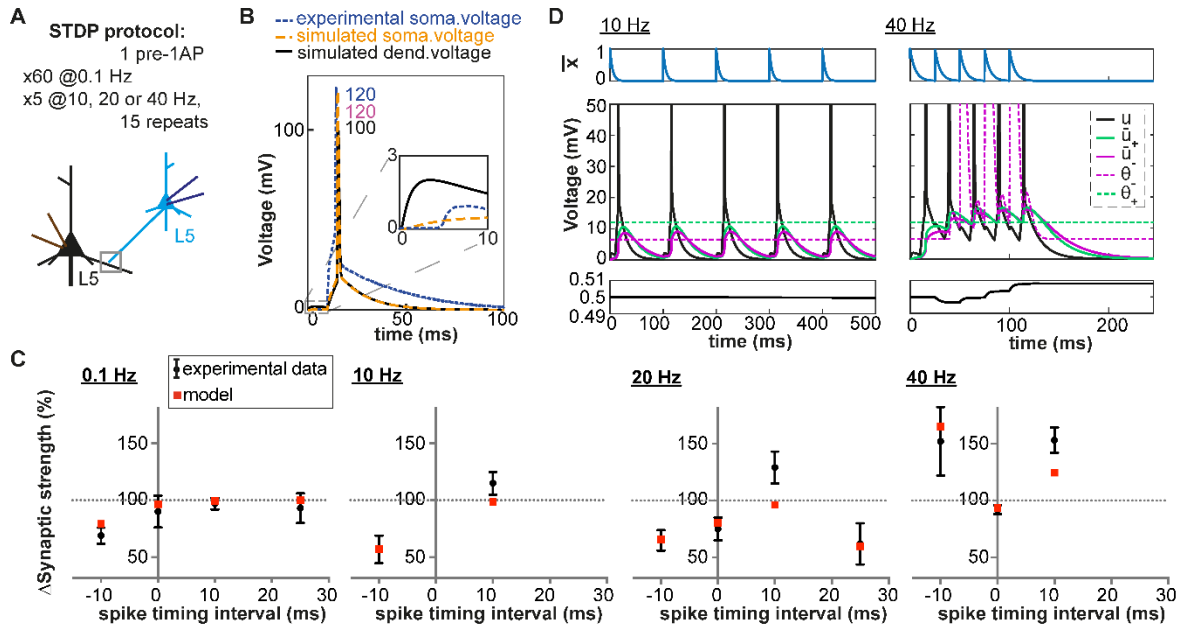 A
STDP protocol:
1 pre-1AP
x60 @0.1 Hz
x5 @10, 20 or 40 Hz,
15 repeats
L5
L5
B
experimental soma.voltage
simulated soma.voltage
simulated dend.voltage
120
120
100
100
0
Voltage (mV)
3
0
0 10
0 50 100
time (ms)
D
10 Hz
40 Hz
x̅
1
0
1
0
Voltage (mV)
50
40
30
20
10
0
u
ū+
ū-
θ-
θ+
0.51
0.5
0.49
0 100 200 300 400 500
time (ms)
0 100 200
time (ms)
C
ΔSynaptic strength (%)
0.1 Hz
experimental data
model
150
100
50
-10 0 10 20 30
spike timing interval (ms)
10 Hz
150
100
50
-10 0 10 20 30
spike timing interval (ms)
20 Hz
150
100
50
-10 0 10 20 30
spike timing interval (ms)
40 Hz
150
100
50
-10 0 10 20 30
spike timing interval (ms)